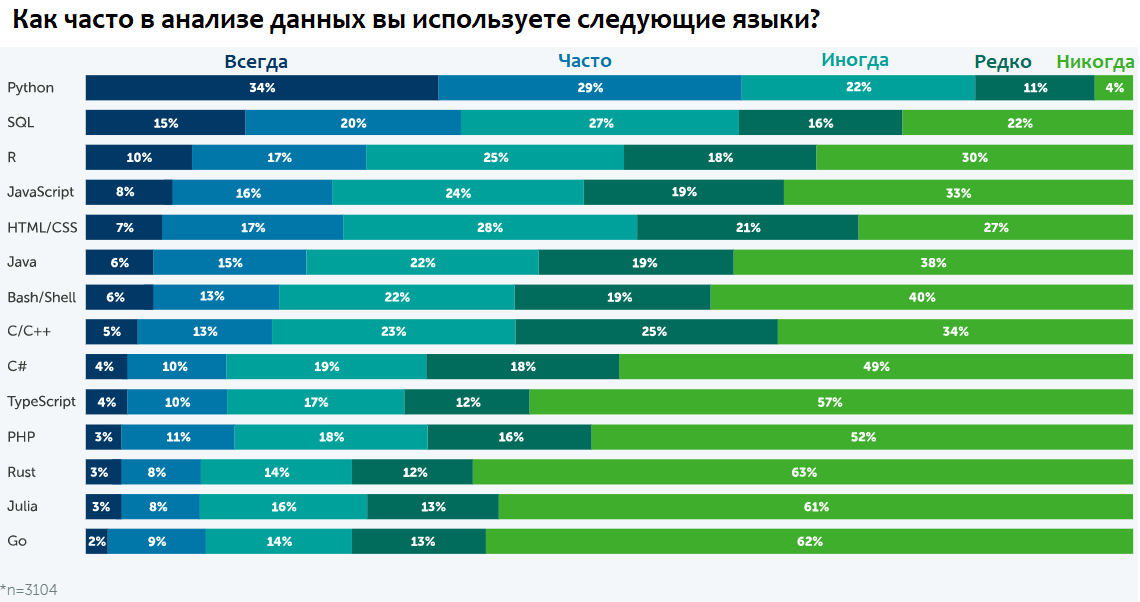 Как часто в анализе данных вы используете следующие языки?
Всегда Часто Иногда Редко Никогда
Python 34% 29% 22% 11% 4%
SQL 15% 20% 27% 16% 22%
R 10% 17% 25% 18% 30%
JavaScript 8% 16% 24% 19% 33%
HTML/CSS 7% 17% 28% 21% 27%
Java 6% 15% 22% 19% 38%
Bash/Shell 6% 13% 22% 19% 40%
C/C++ 5% 13% 23% 25% 34%
C# 4% 10% 19% 18% 49%
TypeScript 4% 10% 17% 12% 57%
PHP 3% 11% 18% 16% 52%
Rust 3% 8% 14% 12% 63%
Julia 3% 8% 16% 13% 61%
Go 2% 9% 14% 13% 62%
*n=3104